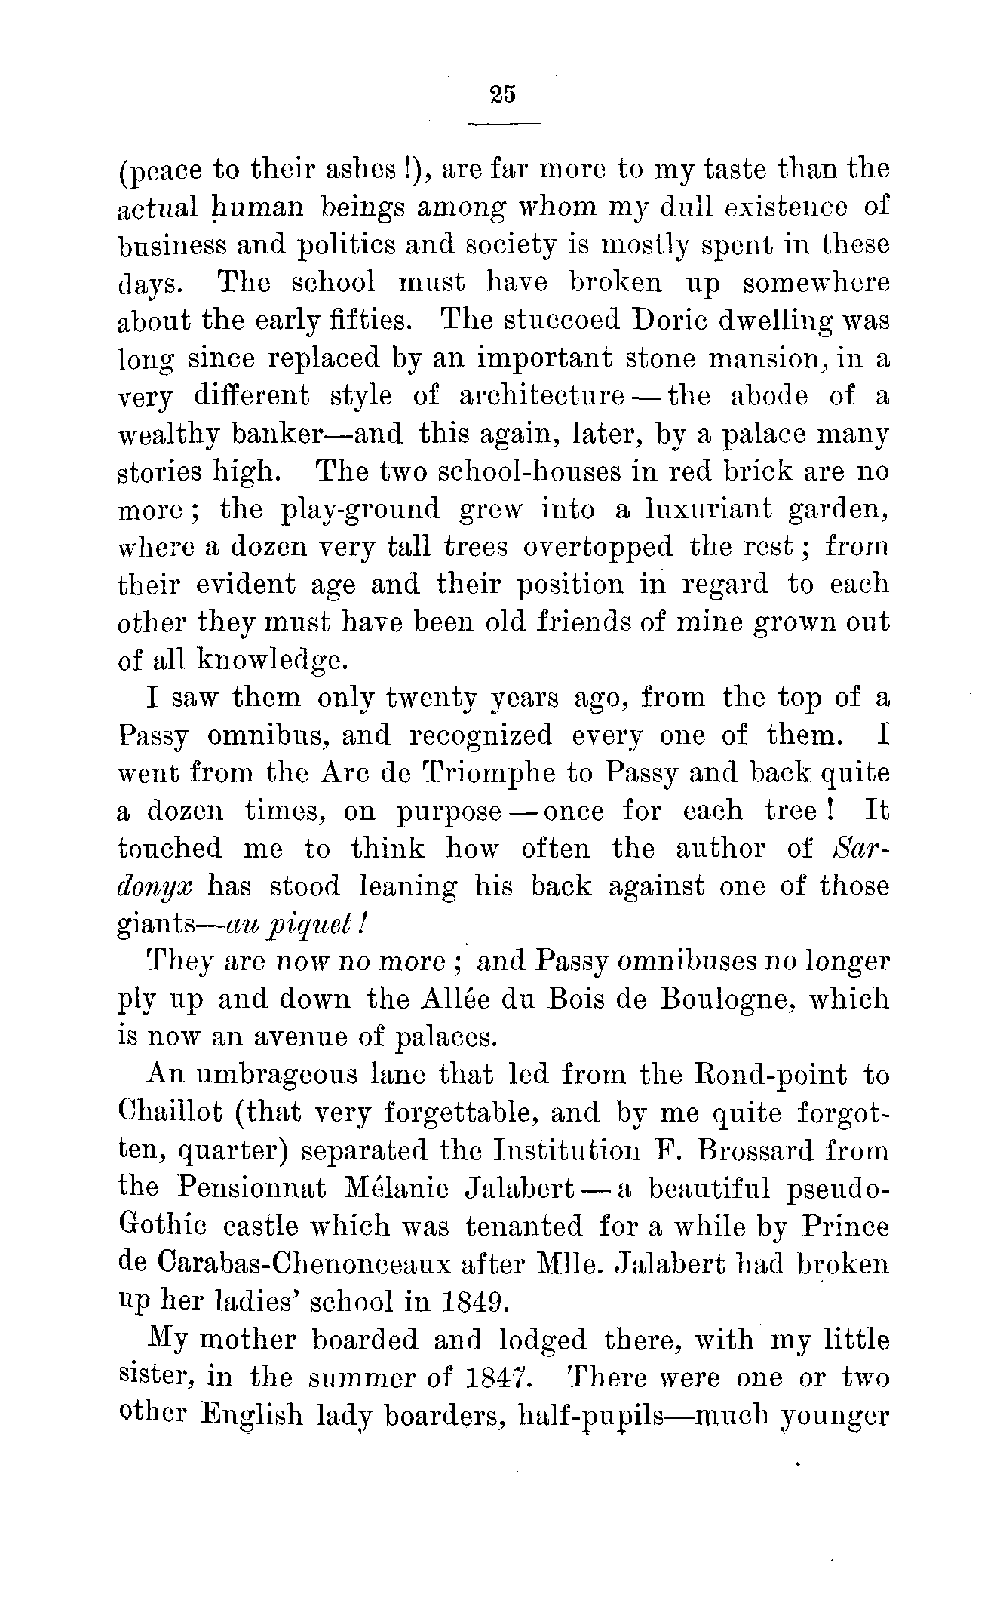 25
(peace to their ashes !), are far more to my taste than the
actual human beings among whom my dull existence of
business and politics and society is mostly spent in these
days. The school must have broken up somewhere
about the early fifties. The stuccoed Doric dwelling was
long since replaced by an important stone mansion, in a
very different style of architecture — the abode of a
wealthy banker—and this again, later, by a palace many
stories high. The two school-houses in red brick are no
more ; the play-ground grew into a luxuriant garden,
where a dozen very tall trees overtopped the rest ; from
their evident age and their position in regard to each
other they must have been old friends of mine grown out
of all knowledge.
I saw them only twenty years ago, from the top of a
Passy omnibus, and recognized every one of them. I
went from the Arc de Triomphe to Passy and back quite
a dozen times, on purpose — once for each tree ! It
touched me to think how often the author of Sar-
donyx has stood leaning his back against one of those
giants—au piquet !
They are now no more ; and Passy omnibuses no longer
ply up and down the Allée du Bois de Boulogne, which
is now an avenue of palaces.
An umbrageous lane that led from the Rond-point to
Chaillot (that very forgettable, and by me quite forgot-
ten, quarter) separated the Institution F. Brossard from
the Pensionnat Mélanie Jalabert — a beautiful pseudo-
Gothic castle which was tenanted for a while by Prince
de Carabas-Chenonceaux after Mlle. Jalabert had broken
up her ladies' school in 1849.
My mother boarded and lodged there, with my little
sister, in the summer of 1847. There were one or two
other English lady boarders, half-pupils—much younger